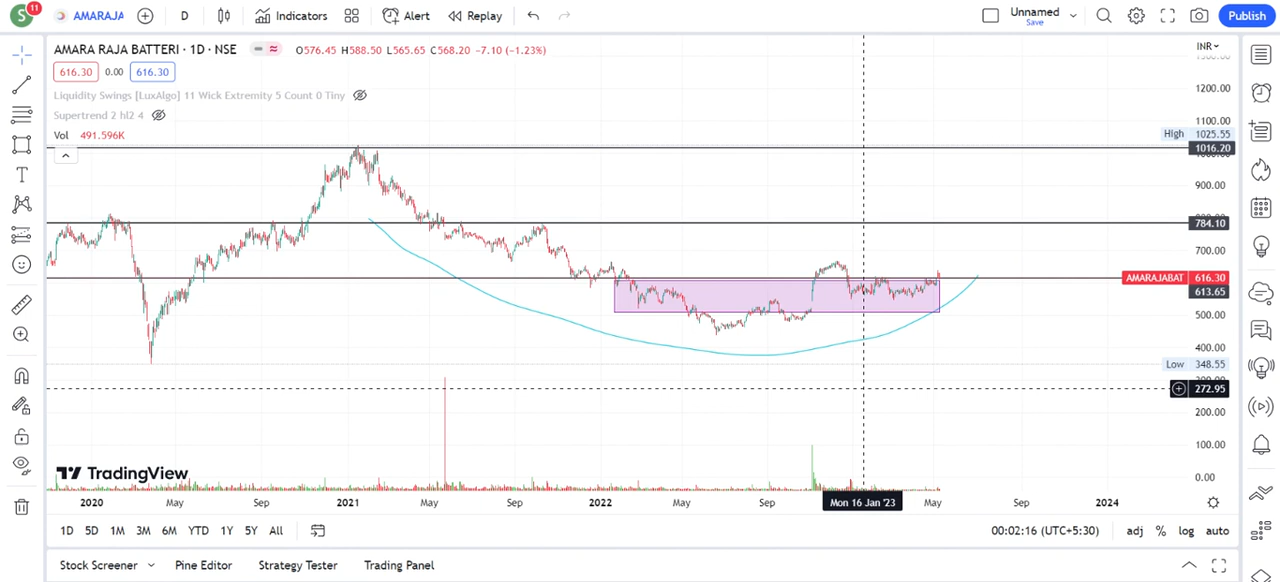 S 11 AMARAJA D Indicators Alert Replay Unnamed Save Publish
AMARA RAJA BATTERI · 1D · NSE O576.45 H588.50 L565.65 C568.20 -7.10 (-1.23%) INR
616.30 0.00 616.30
Liquidity Swings [LuxAlgo] 11 Wick Extremity 5 Count 0 Tiny
Supertrend 2 hl2 4
Vol 491.596K
1200.00
1100.00
High 1025.55
1016.20
900.00
784.10
700.00
AMARAJABAT 616.30
613.65
500.00
400.00
Low 348.55
272.95
200.00
100.00
0.00
TradingView
2020 May Sep 2021 May Sep 2022 May Sep Mon 16 Jan '23 May Sep 2024
1D 5D 1M 3M 6M YTD 1Y 5Y All 00:02:16 (UTC+5:30) adj % log auto
Stock Screener Pine Editor Strategy Tester Trading Panel